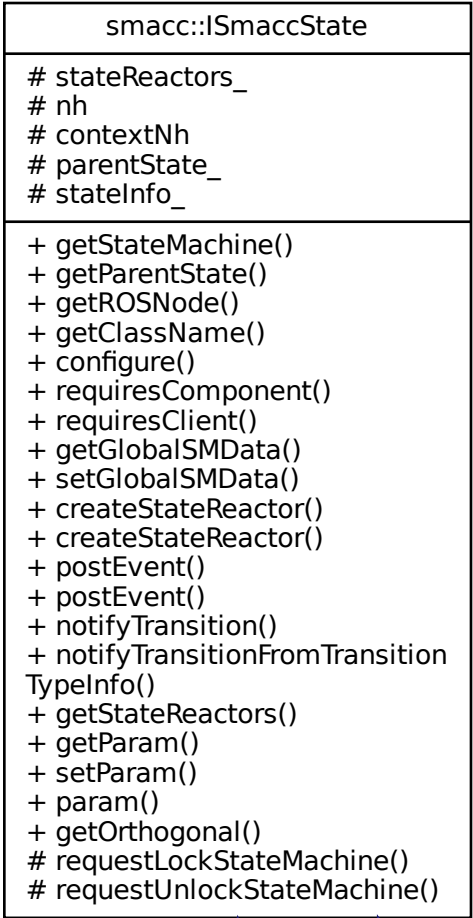 smacc::ISmaccState
# stateReactors_
# nh
# contextNh
# parentState_
# stateInfo_
+ getStateMachine()
+ getParentState()
+ getROSNode()
+ getClassName()
+ configure()
+ requiresComponent()
+ requiresClient()
+ getGlobalSMData()
+ setGlobalSMData()
+ createStateReactor()
+ createStateReactor()
+ postEvent()
+ postEvent()
+ notifyTransition()
+ notifyTransitionFromTransition
TypeInfo()
+ getStateReactors()
+ getParam()
+ setParam()
+ param()
+ getOrthogonal()
# requestLockStateMachine()
# requestUnlockStateMachine()